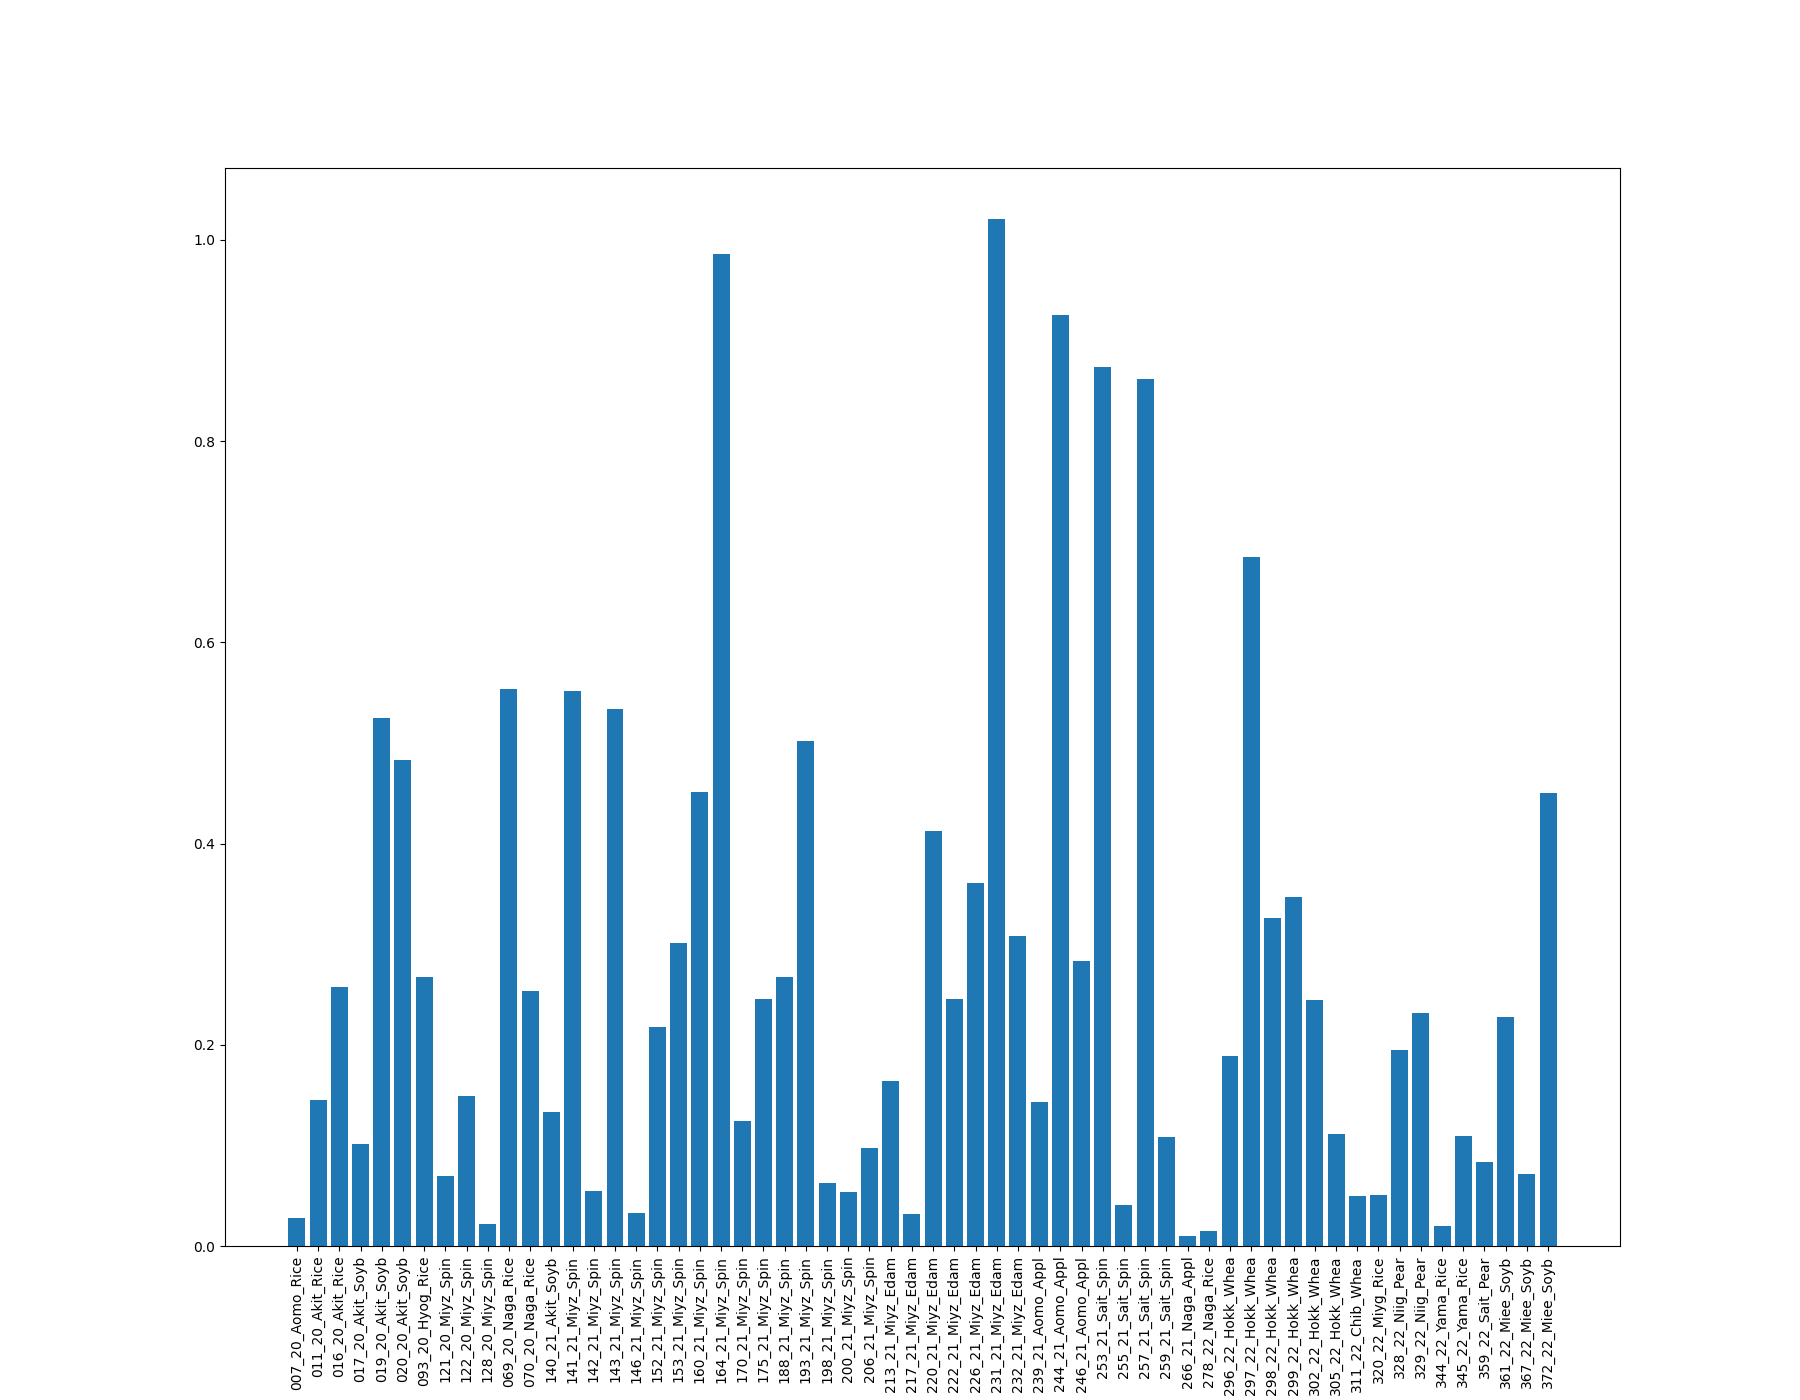 1.0
0.8
0.6
0.4
0.2
0.0
007_20_Aomo_Rice
011_20_Akit_Rice
016_20_Akit_Rice
017_20_Akit_Soyb
019_20_Akit_Soyb
020_20_Akit_Soyb
093_20_Hyog_Rice
121_20_Miyz_Spin
122_20_Miyz_Spin
128_20_Miyz_Spin
069_20_Naga_Rice
070_20_Naga_Rice
140_21_Akit_Soyb
141_21_Miyz_Spin
142_21_Miyz_Spin
143_21_Miyz_Spin
146_21_Miyz_Spin
152_21_Miyz_Spin
153_21_Miyz_Spin
160_21_Miyz_Spin
164_21_Miyz_Spin
170_21_Miyz_Spin
175_21_Miyz_Spin
188_21_Miyz_Spin
193_21_Miyz_Spin
198_21_Miyz_Spin
200_21_Miyz_Spin
206_21_Miyz_Spin
213_21_Miyz_Edam
217_21_Miyz_Edam
220_21_Miyz_Edam
222_21_Miyz_Edam
226_21_Miyz_Edam
231_21_Miyz_Edam
232_21_Miyz_Edam
239_21_Aomo_Appl
244_21_Aomo_Appl
246_21_Aomo_Appl
253_21_Sait_Spin
255_21_Sait_Spin
257_21_Sait_Spin
259_21_Sait_Spin
266_21_Naga_Appl
278_22_Naga_Rice
296_22_Hokk_Whea
297_22_Hokk_Whea
298_22_Hokk_Whea
299_22_Hokk_Whea
302_22_Hokk_Whea
305_22_Hokk_Whea
311_22_Chib_Whea
320_22_Miyg_Rice
328_22_Niig_Pear
329_22_Niig_Pear
344_22_Yama_Rice
345_22_Yama_Rice
359_22_Sait_Pear
361_22_Miee_Soyb
367_22_Miee_Soyb
372_22_Miee_Soyb